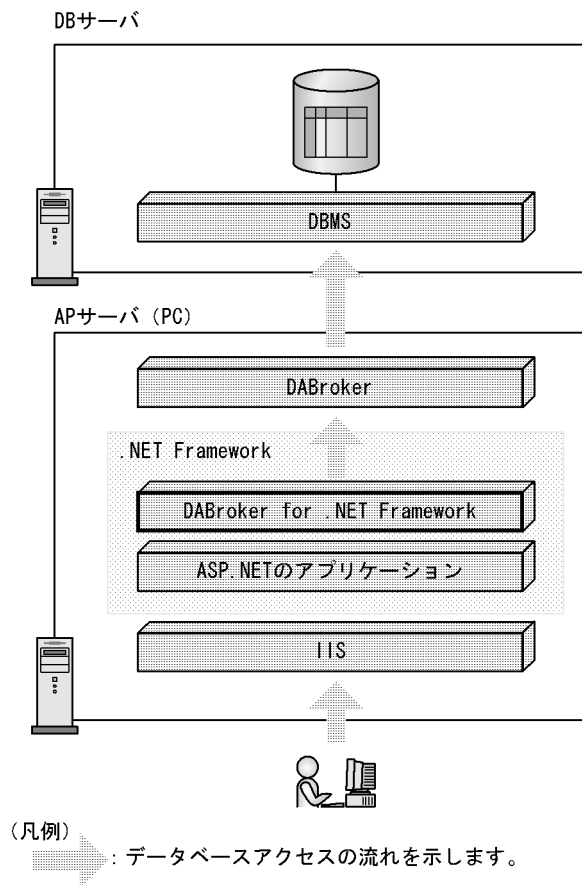 DBサーバ
DBMS
APサーバ (PC)
DABroker
.NET Framework
DABroker for .NET Framework
ASP.NETのアプリケーション
IIS
(凡例)
: データベースアクセスの流れを示します。